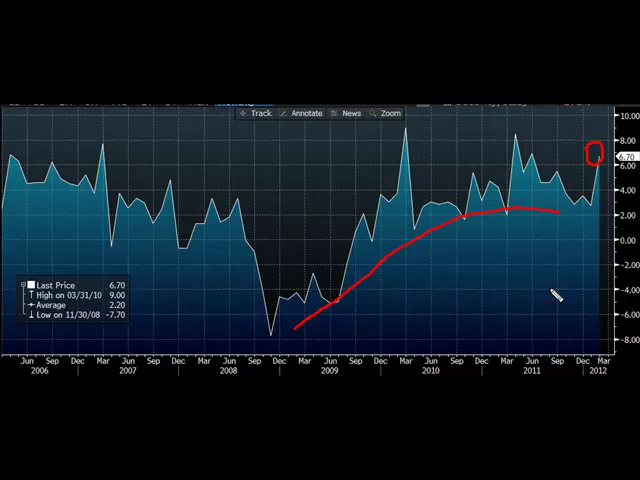 Track Annotate News Zoom
10.00
8.00
6.70
6.00
4.00
2.00
0.00
-2.00
-4.00
-6.00
-8.00
Last Price 6.70
High on 03/31/10 9.00
Average 2.20
Low on 11/30/08 -7.70
Jun Sep Dec Mar Jun Sep Dec Mar Jun Sep Dec Mar Jun Sep Dec Mar Jun Sep Dec Mar Jun Sep Dec Mar
2006 2007 2008 2009 2010 2011 2012